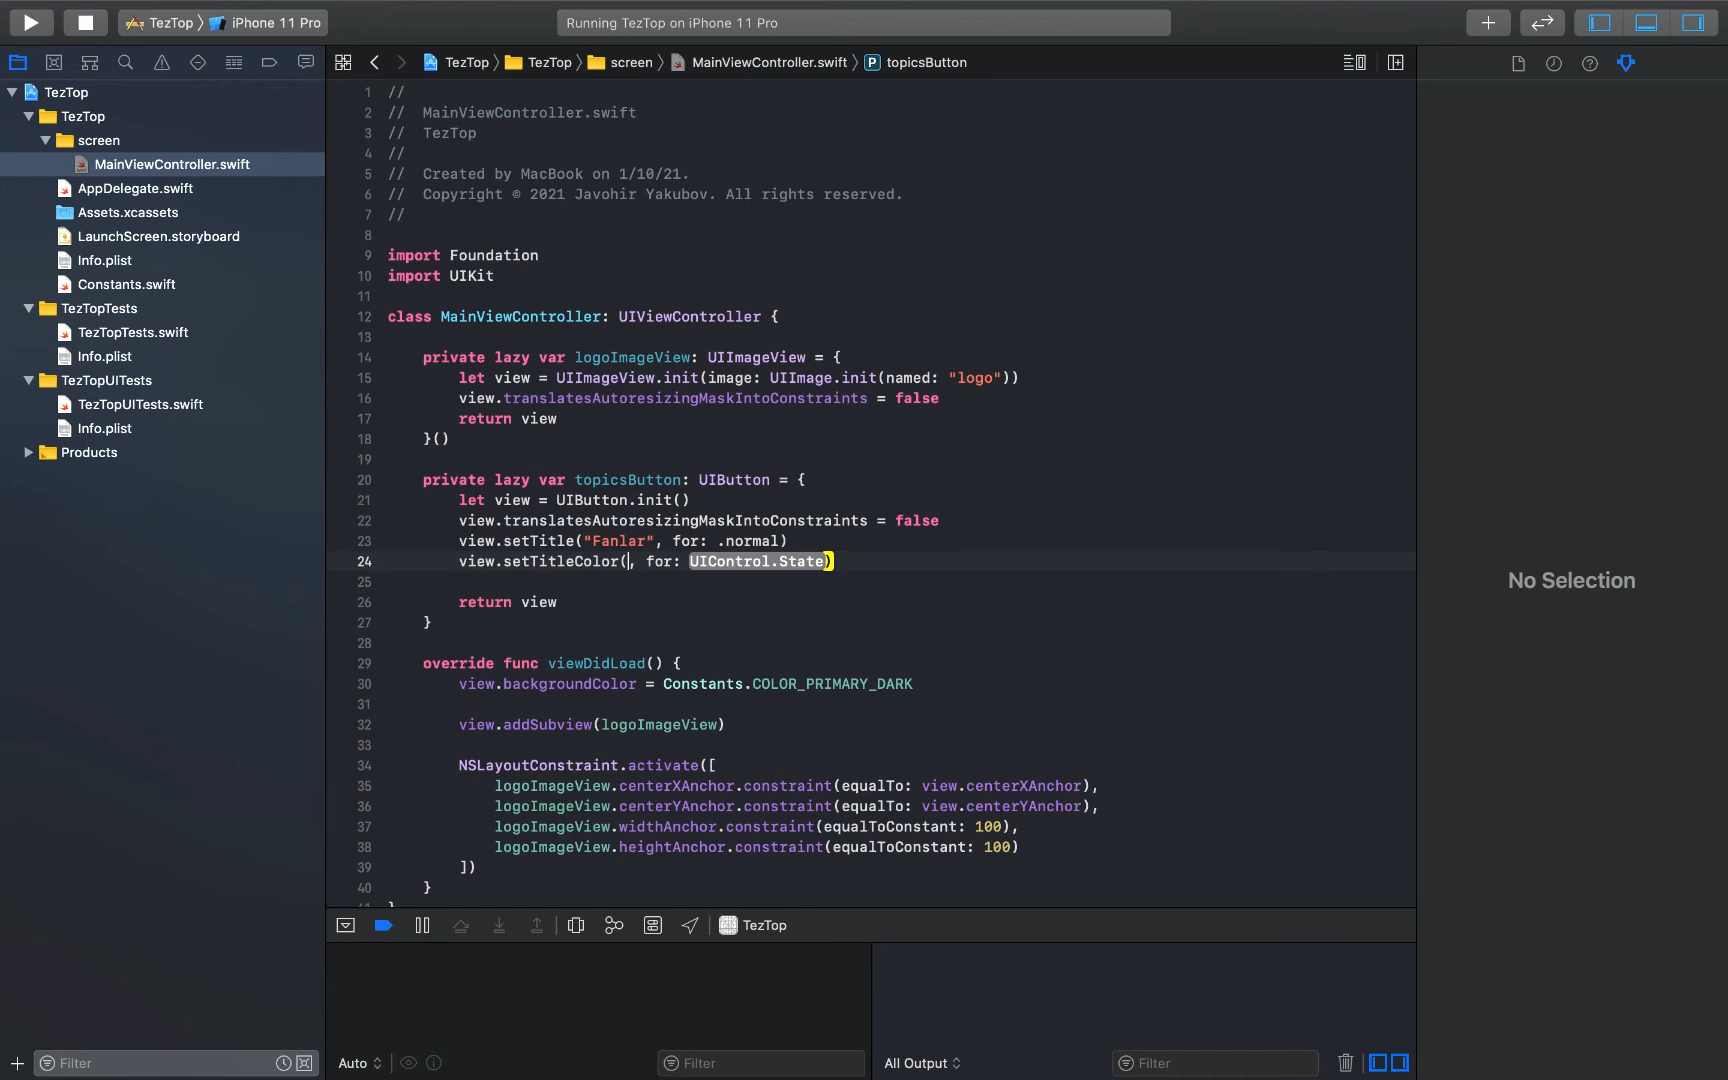 TezTop iPhone 11 Pro
Running TezTop on iPhone 11 Pro
TezTop TezTop screen MainViewController.swift P topicsButton
TezTop
TezTop
screen
MainViewController.swift
AppDelegate.swift
Assets.xcassets
LaunchScreen.storyboard
Info.plist
Constants.swift
TezTopTests
TezTopTests.swift
Info.plist
TezTopUITests
TezTopUITests.swift
Info.plist
Products
1 //
2 //  MainViewController.swift
3 //  TezTop
4 //
5 //  Created by MacBook on 1/10/21.
6 //  Copyright © 2021 Javohir Yakubov. All rights reserved.
7 //
8
9 import Foundation
10 import UIKit
11
12 class MainViewController: UIViewController {
13
14     private lazy var logoImageView: UIImageView = {
15         let view = UIImageView.init(image: UIImage.init(named: "logo"))
16         view.translatesAutoresizingMaskIntoConstraints = false
17         return view
18     }()
19
20     private lazy var topicsButton: UIButton = {
21         let view = UIButton.init()
22         view.translatesAutoresizingMaskIntoConstraints = false
23         view.setTitle("Fanlar", for: .normal)
24         view.setTitleColor(, for: UIControl.State)
25
26         return view
27     }
28
29     override func viewDidLoad() {
30         view.backgroundColor = Constants.COLOR_PRIMARY_DARK
31
32         view.addSubview(logoImageView)
33
34         NSLayoutConstraint.activate([
35             logoImageView.centerXAnchor.constraint(equalTo: view.centerXAnchor),
36             logoImageView.centerYAnchor.constraint(equalTo: view.centerYAnchor),
37             logoImageView.widthAnchor.constraint(equalToConstant: 100),
38             logoImageView.heightAnchor.constraint(equalToConstant: 100)
39         ])
40     }
No Selection
TezTop
Filter
Auto
Filter
All Output
Filter